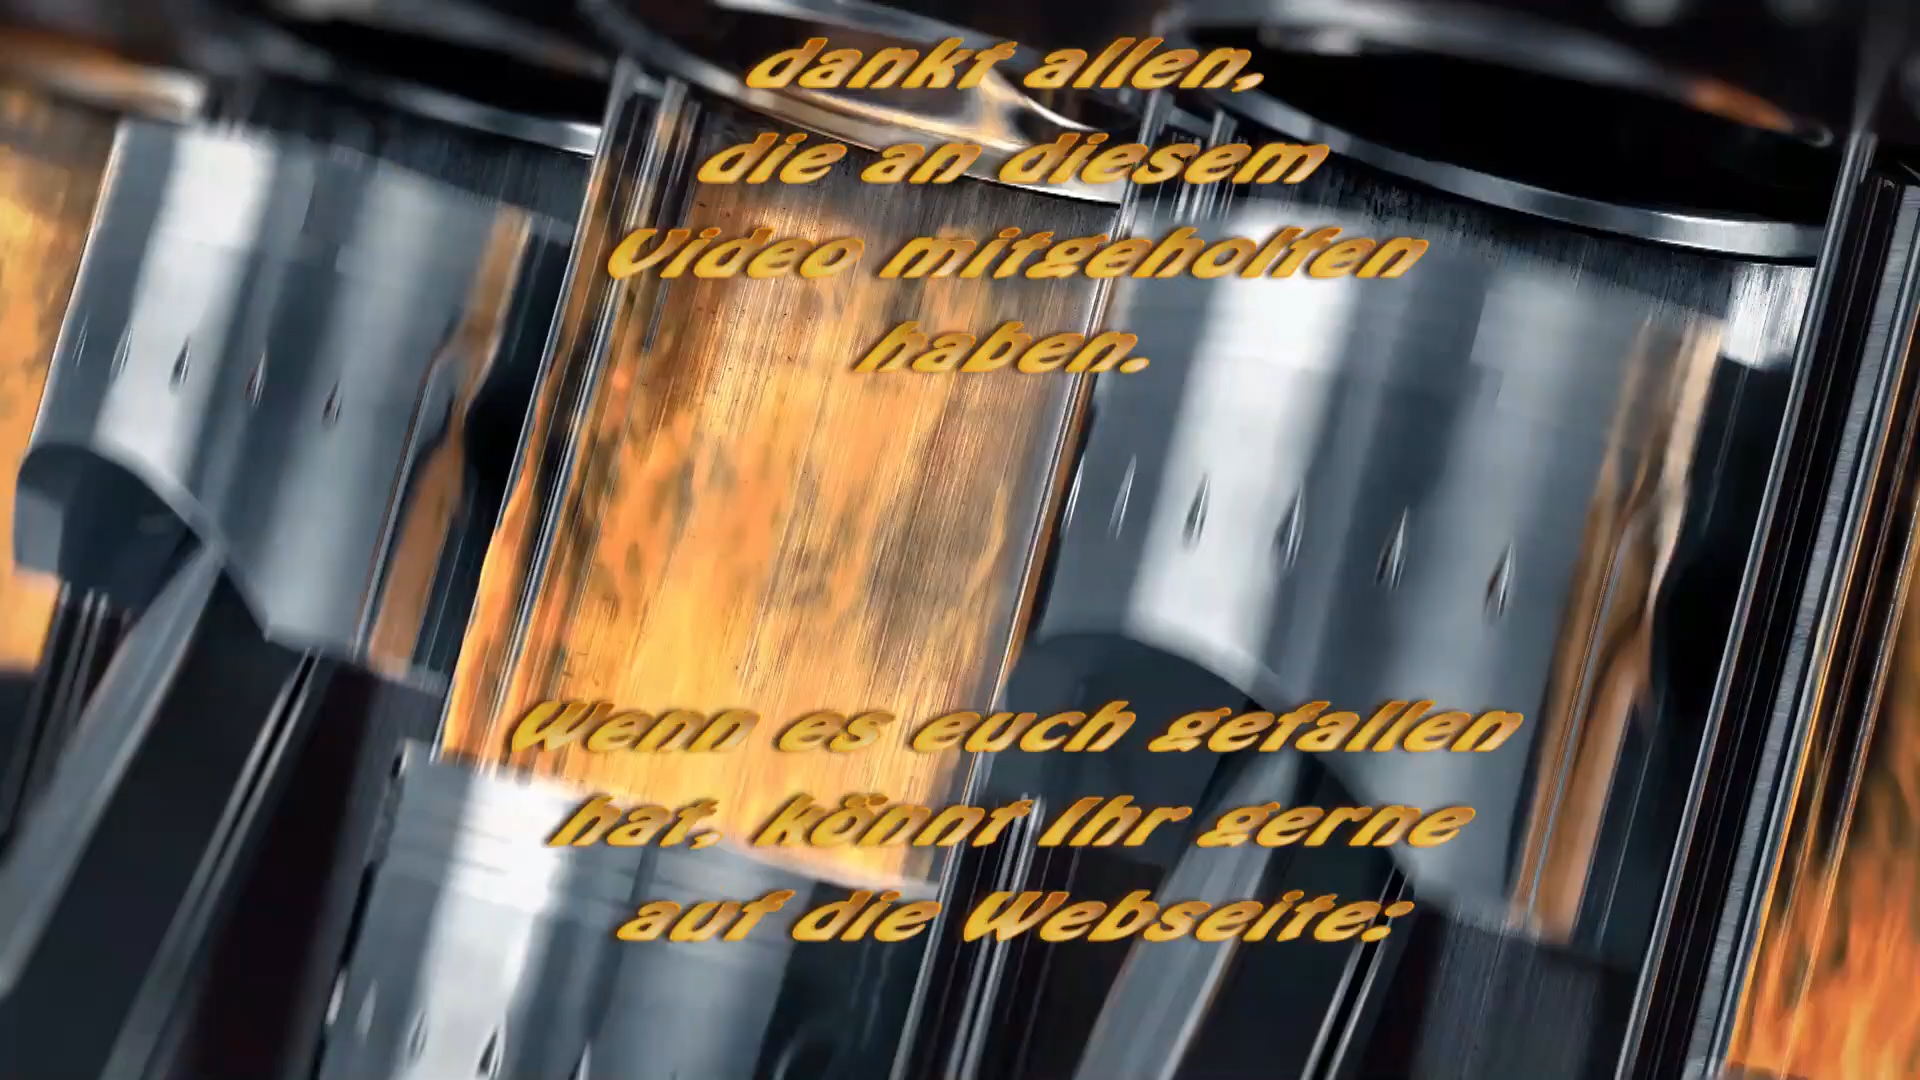 dankt allen,
die an diesem
Video mitgeholfen
haben.
Wenn es euch gefallen
hat, könnt Ihr gerne
auf die Webseite: